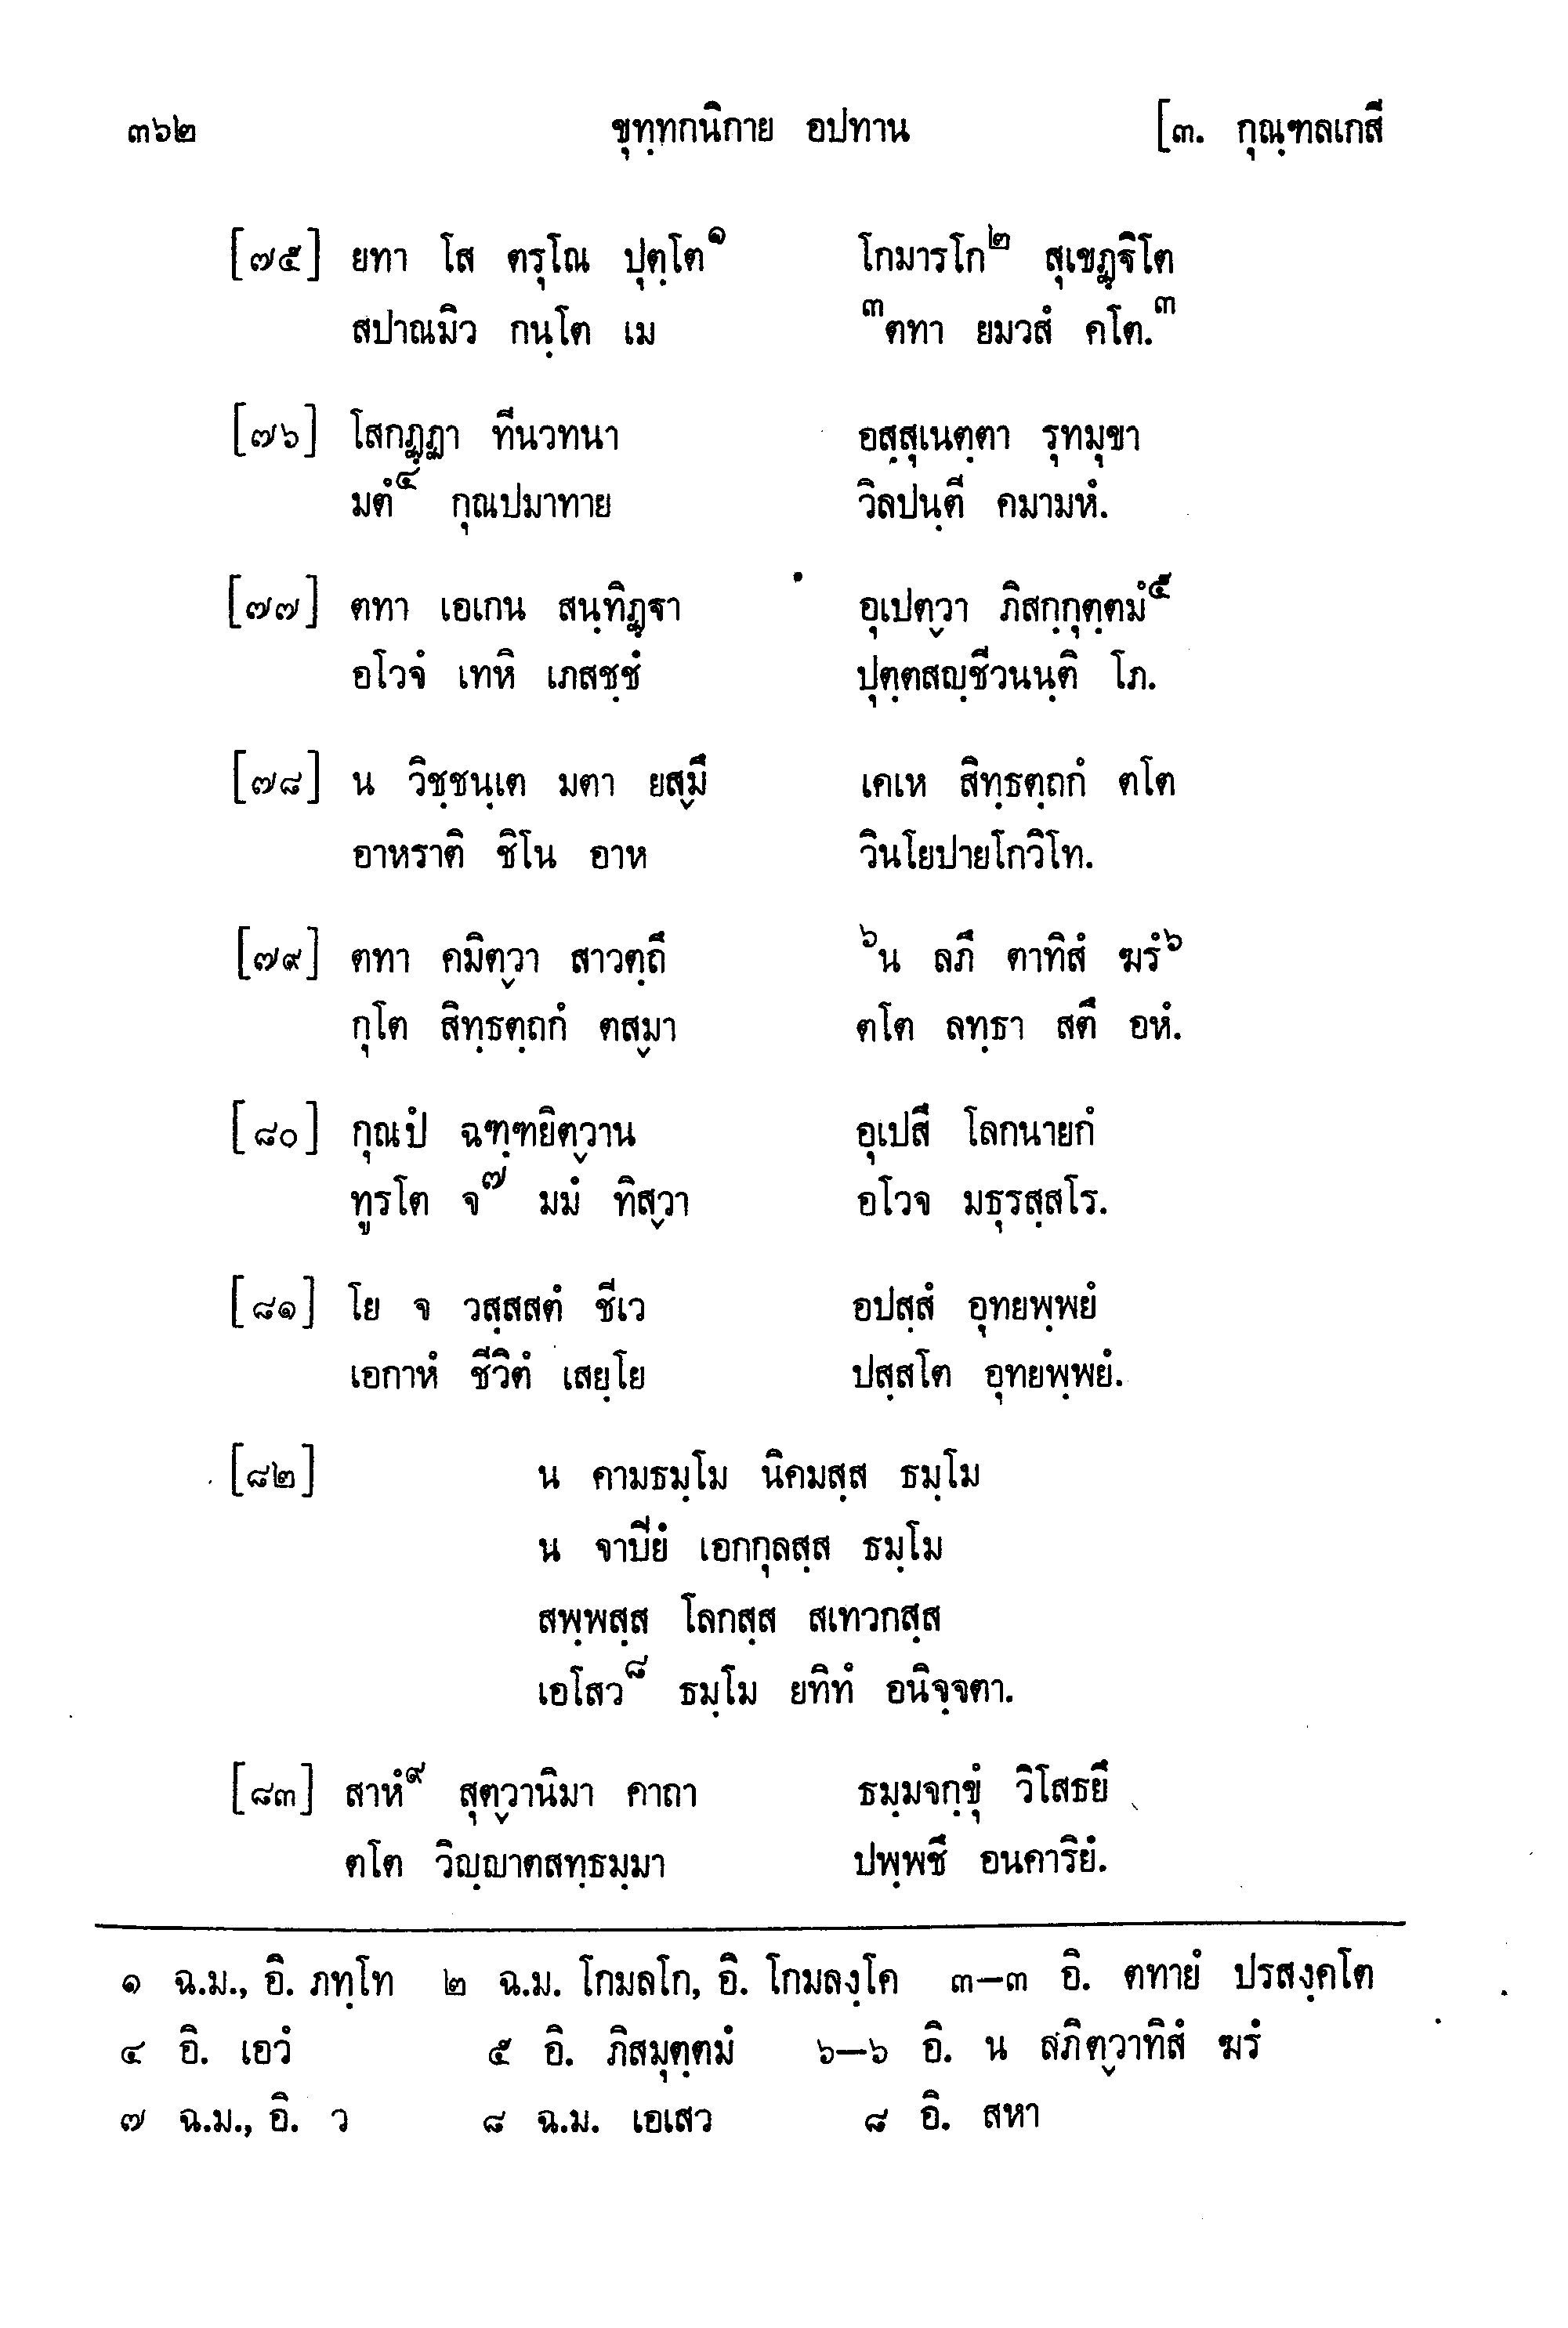 ๓๖๒ ขุทฺทกนิกาย อปทาน [๓. กุณฺฑลเกสี
[๗๕] ยทา โส ตรุโณ ปุตฺโต๑ โกมารโก๒ สุเขฏฺฐิโต
สปาณมิว กนฺโต เม ๓ตทา ยมวสํ คโต.๓
[๗๖] โสกฏฺฏา ทีนวทนา อสฺสุเนตฺตา รุทมุขา
มตํ๔ กุณปมาทาย วิลปนฺตี คมามหํ.
[๗๗] ตทา เอเกน สนฺทิฏฺฐา อุเปตฺวา ภิสกฺกุตฺตมํ๕
อโวจํ เทหิ เภสชฺชํ ปุตฺตสญฺชีวนนฺติ โภ.
[๗๘] น วิชฺชนฺเต มตา ยสฺมึ เคเห สิทฺธตฺถกํ ตโต
อาหราติ ชิโน อาห วินโยปายโกวิโท.
[๗๙] ตทา คมิตฺวา สาวตฺถึ ๖น ลภึ ตาทิสํ ฆรํ๖
กุโต สิทฺธตฺถกํ ตสฺมา ตโต ลทฺธา สตึ อหํ.
[๘๐] กุณปํ ฉฑฺฑยิตฺวาน อุเปสึ โลกนายกํ
ทูรโต จ๗ มมํ ทิสฺวา อโวจ มธุรสฺสโร.
[๘๑] โย จ วสฺสสตํ ชีเว อปสฺสํ อุทยพฺพยํ
เอกาหํ ชีวิตํ เสยฺโย ปสฺสโต อุทยพฺพยํ.
[๘๒] น คามธมฺโม นิคมสฺส ธมฺโม
น จาปียํ เอกกุลสฺส ธมฺโม
สพฺพสฺส โลกสฺส สเทวกสฺส
เอโสว๘ ธมฺโม ยทิทํ อนิจฺจตา.
[๘๓] สาหํ๙ สุตฺวานิมา คาถา ธมฺมจกฺขุํ วิโสธยึ
ตโต วิญฺญาตสทฺธมฺมา ปพฺพชึ อนคาริยํ.
๑ ฉ.ม., อิ. ภทฺโท ๒ ฉ.ม. โกมลโก, อิ. โกมลงฺโค ๓–๓ อิ. ตทายํ ปรสงฺคโต
๔ อิ. เอวํ ๕ อิ. ภิสมุตฺตมํ ๖–๖ อิ. น ลภิตฺวาทิสํ ฆรํ
๗ ฉ.ม., อิ. ว ๘ ฉ.ม. เอเสว ๘ อิ. สหา